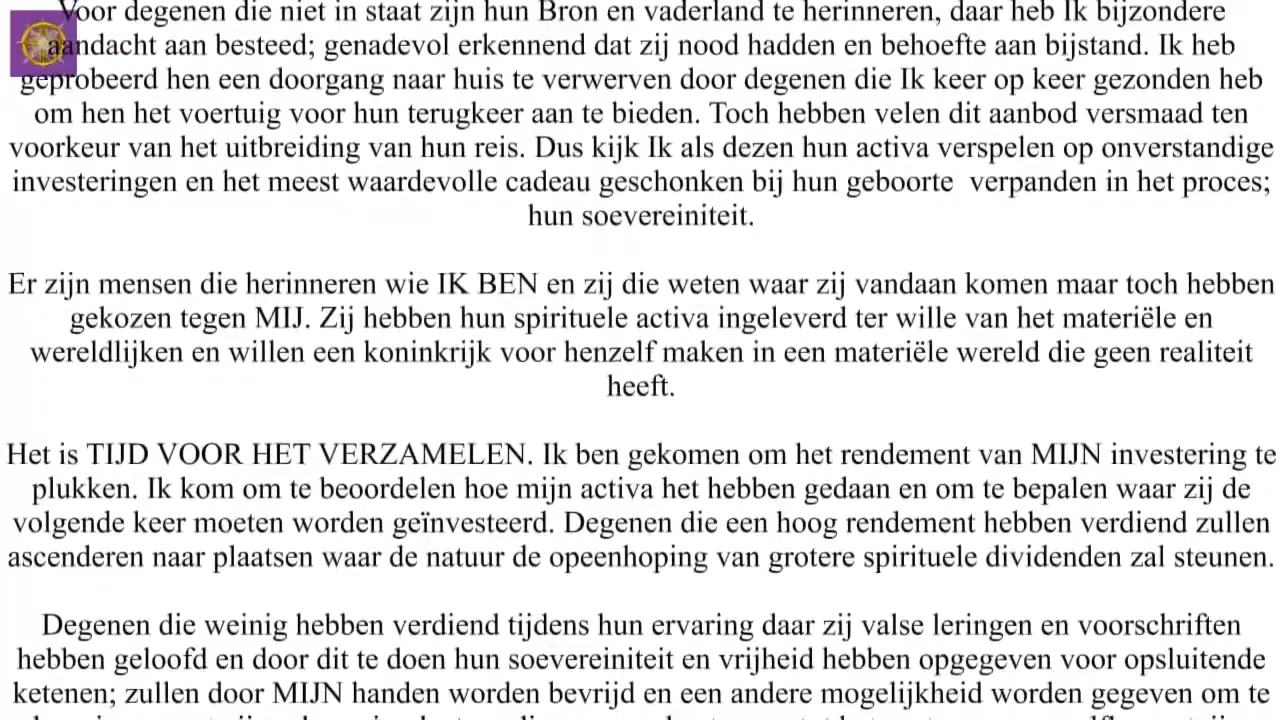 Voor degenen die niet in staat zijn hun Bron en vaderland te herinneren, daar heb Ik bijzondere
aandacht aan besteed; genadevol erkennend dat zij nood hadden en behoefte aan bijstand. Ik heb
geprobeerd hen een doorgang naar huis te verwerven door degenen die Ik keer op keer gezonden heb
om hen het voertuig voor hun terugkeer aan te bieden. Toch hebben velen dit aanbod versmaad ten
voorkeur van het uitbreiding van hun reis. Dus kijk Ik als dezen hun activa verspelen op onverstandige
investeringen en het meest waardevolle cadeau geschonken bij hun geboorte  verpanden in het proces;
hun soevereiniteit.
Er zijn mensen die herinneren wie IK BEN en zij die weten waar zij vandaan komen maar toch hebben
gekozen tegen MIJ. Zij hebben hun spirituele activa ingeleverd ter wille van het materiële en
wereldlijken en willen een koninkrijk voor henzelf maken in een materiële wereld die geen realiteit
heeft.
Het is TIJD VOOR HET VERZAMELEN. Ik ben gekomen om het rendement van MIJN investering te
plukken. Ik kom om te beoordelen hoe mijn activa het hebben gedaan en om te bepalen waar zij de
volgende keer moeten worden geïnvesteerd. Degenen die een hoog rendement hebben verdiend zullen
ascenderen naar plaatsen waar de natuur de opeenhoping van grotere spirituele dividenden zal steunen.
Degenen die weinig hebben verdiend tijdens hun ervaring daar zij valse leringen en voorschriften
hebben geloofd en door dit te doen hun soevereiniteit en vrijheid hebben opgegeven voor opsluitende
ketenen; zullen door MIJN handen worden bevrijd en een andere mogelijkheid worden gegeven om te